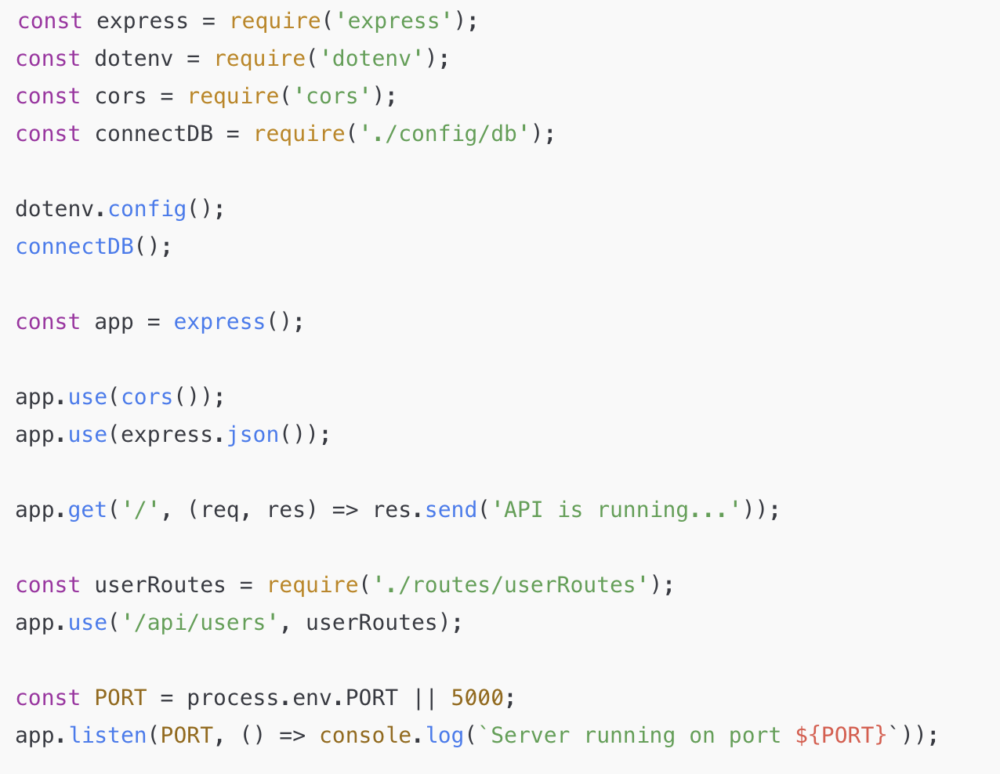 const express = require('express');
const dotenv = require('dotenv');
const cors = require('cors');
const connectDB = require('./config/db');

dotenv.config();
connectDB();

const app = express();

app.use(cors());
app.use(express.json());

app.get('/', (req, res) => res.send('API is running...'));

const userRoutes = require('./routes/userRoutes');
app.use('/api/users', userRoutes);

const PORT = process.env.PORT || 5000;
app.listen(PORT, () => console.log(`Server running on port ${PORT}`));